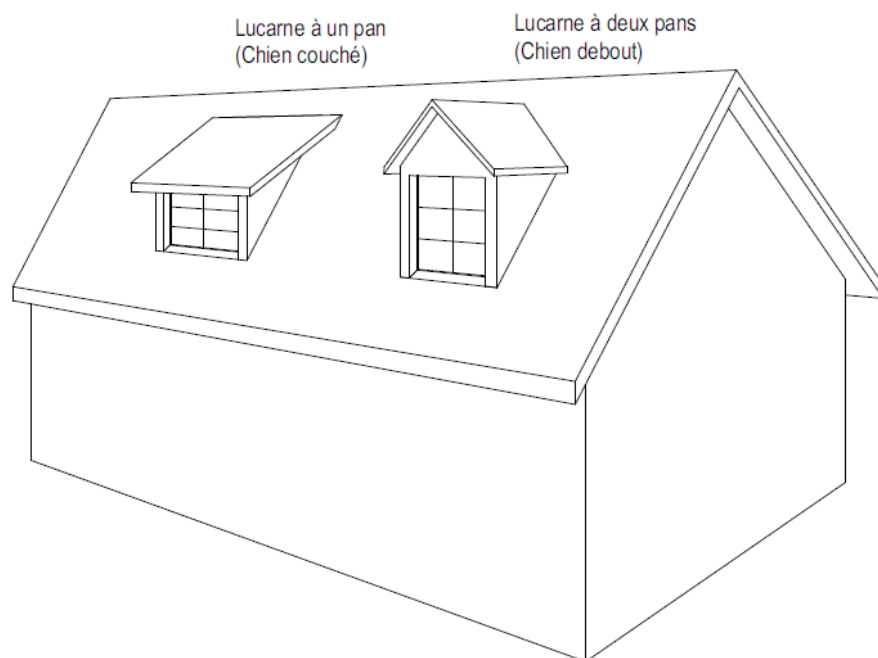 Lucarne à un pan
(Chien couché)
Lucarne à deux pans
(Chien debout)